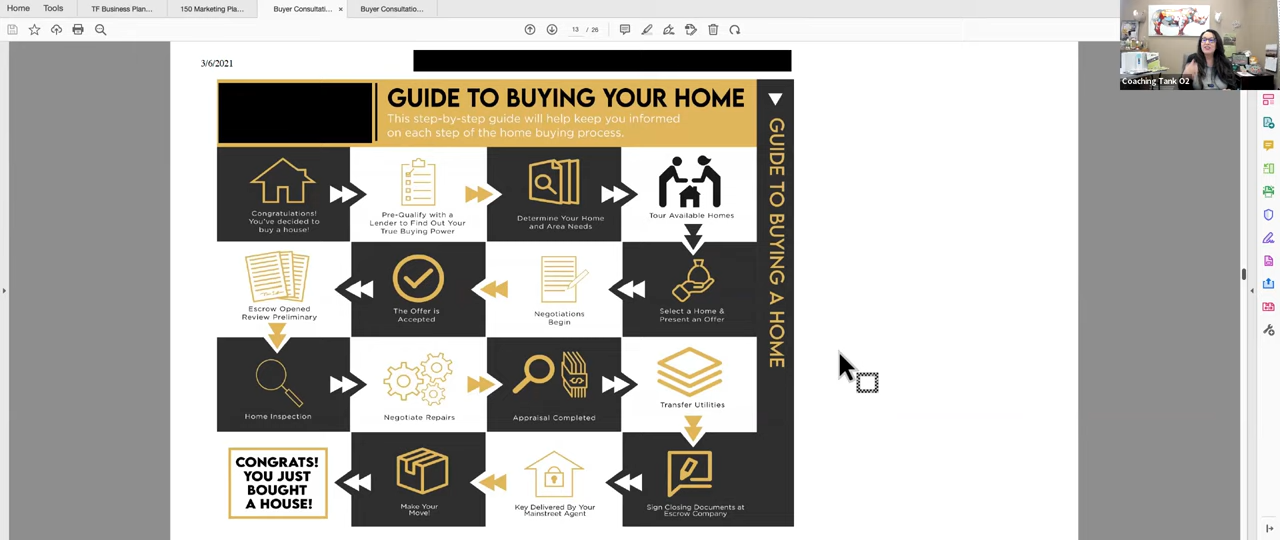 Home
Tools
TF Business Plan...
150 Marketing Pla...
Buyer Consultati...
×
Buyer Consultatio...
13 / 26
Coaching Tank O2
3/6/2021
GUIDE TO BUYING YOUR HOME
This step-by-step guide will help keep you informed
on each step of the home buying process.
GUIDE TO BUYING A HOME
Congratulations!
You've decided to
buy a house!
Pre-Qualify with a
Lender to Find Out Your
True Buying Power
Determine Your Home
and Area Needs
Tour Available Homes
Select a Home &
Present an Offer
Negotiations
Begin
The Offer is
Accepted
Escrow Opened
Review Preliminary
Home Inspection
Negotiate Repairs
Appraisal Completed
Transfer Utilities
Sign Closing Documents at
Escrow Company
Key Delivered By Your
Mainstreet Agent
Make Your
Move!
CONGRATS!
YOU JUST
BOUGHT
A HOUSE!